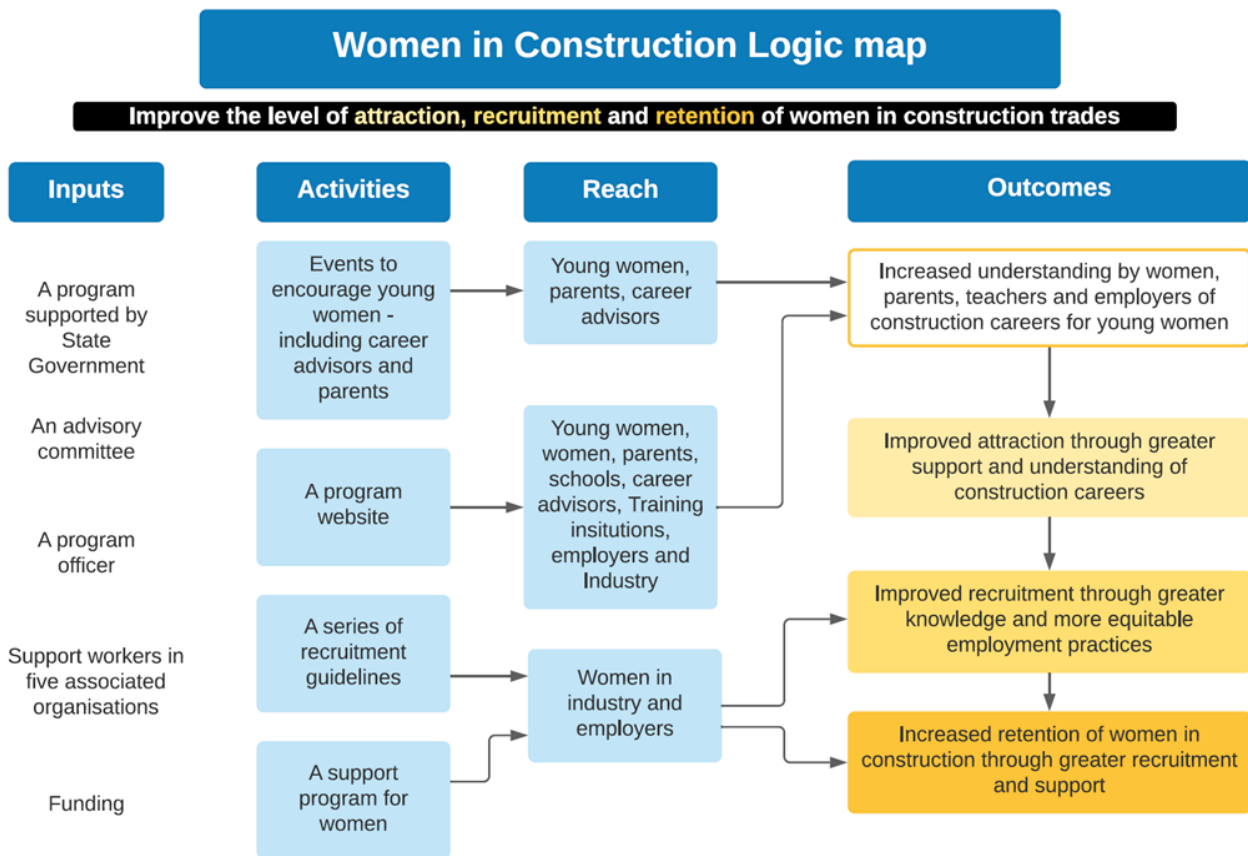 Women in Construction Logic map
Improve the level of attraction, recruitment and retention of women in construction trades
Inputs
A program
supported by
State
Government
An advisory
committee
A program
officer
Support workers in
five associated
organisations
Funding
Activities
Events to
encourage young
women -
including career
advisors and
parents
A program
website
A series of
recruitment
guidelines
A support
program for
women
Reach
Young women,
parents, career
advisors
Young women,
women, parents,
schools, career
advisors, Training
insitutions,
employers and
Industry
Women in
industry and
employers
Outcomes
Increased understanding by women,
parents, teachers and employers of
construction careers for young women
Improved attraction through greater
support and understanding of
construction careers
Improved recruitment through greater
knowledge and more equitable
employment practices
Increased retention of women in
construction through greater recruitment
and support